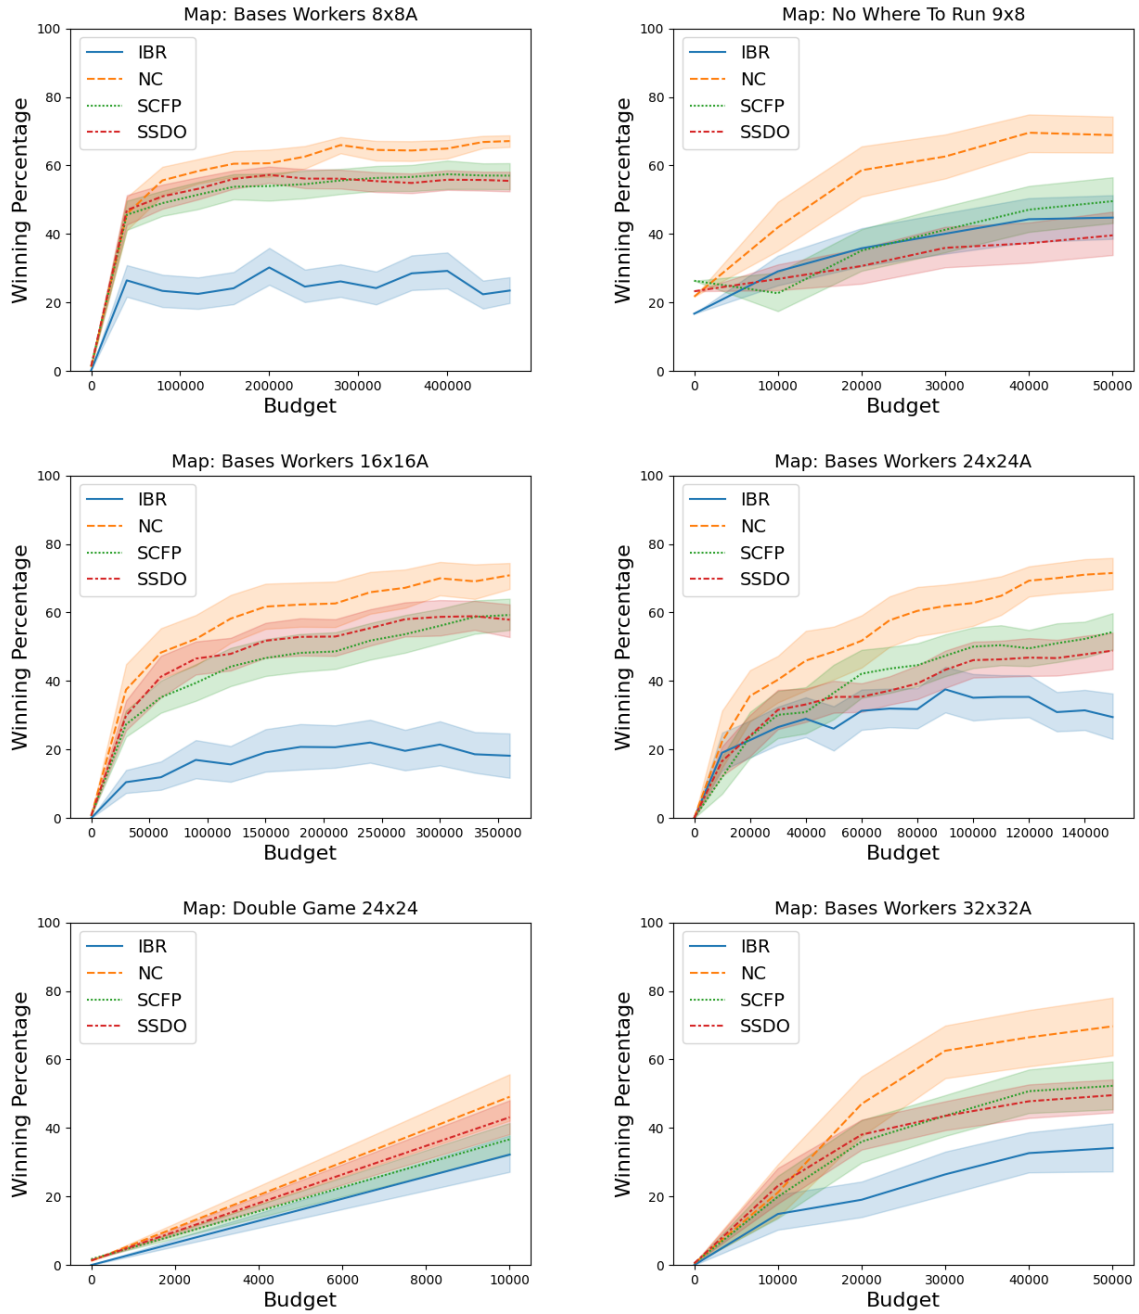 Map: Bases Workers 8x8A
100
80
60
40
20
0
Winning Percentage
IBR
NC
SCFP
SSDO
0 100000 200000 300000 400000
Budget
Map: No Where To Run 9x8
100
80
60
40
20
0
Winning Percentage
IBR
NC
SCFP
SSDO
0 10000 20000 30000 40000 50000
Budget
Map: Bases Workers 16x16A
100
80
60
40
20
0
Winning Percentage
IBR
NC
SCFP
SSDO
0 50000 100000 150000 200000 250000 300000 350000
Budget
Map: Bases Workers 24x24A
100
80
60
40
20
0
Winning Percentage
IBR
NC
SCFP
SSDO
0 20000 40000 60000 80000 100000 120000 140000
Budget
Map: Double Game 24x24
100
80
60
40
20
0
Winning Percentage
IBR
NC
SCFP
SSDO
0 2000 4000 6000 8000 10000
Budget
Map: Bases Workers 32x32A
100
80
60
40
20
0
Winning Percentage
IBR
NC
SCFP
SSDO
0 10000 20000 30000 40000 50000
Budget